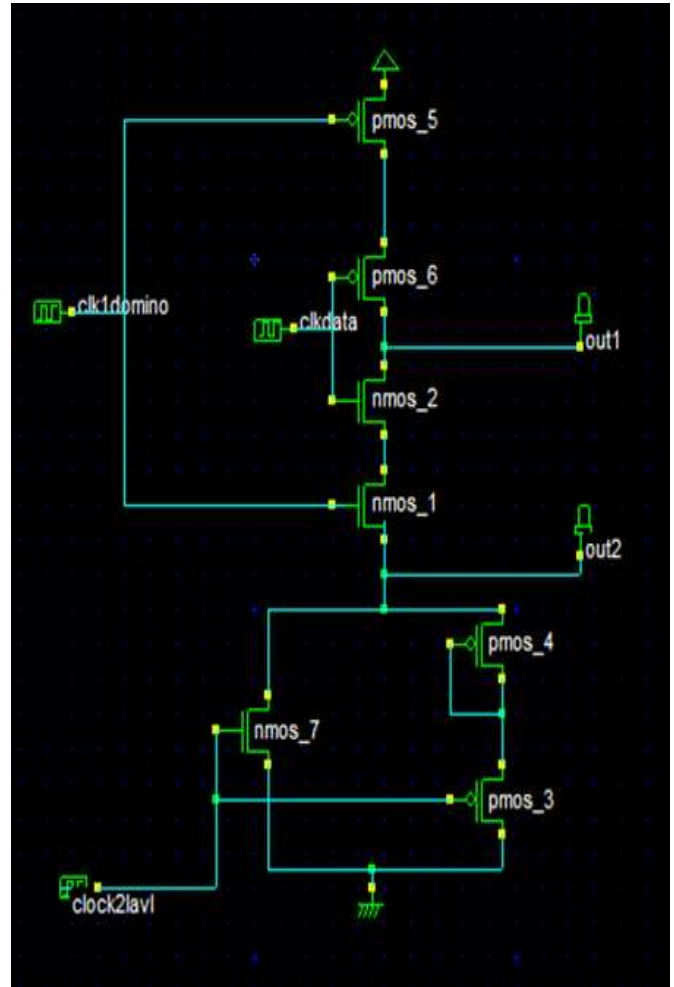 pmos_5
pmos_6
clk1domino
clkdata
out1
nmos_2
nmos_1
out2
pmos_4
nmos_7
pmos_3
clock2lavl